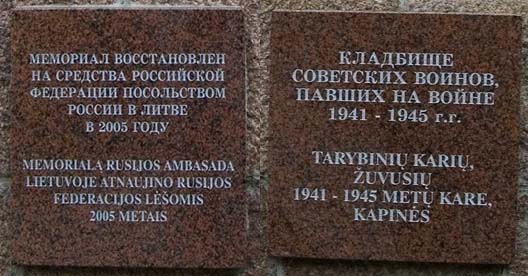 МЕМОРИАЛ ВОССТАНОВЛЕН
НА СРЕДСТВА РОССИЙСКОЙ
ФЕДЕРАЦИИ ПОСОЛЬСТВОМ
РОССИИ В ЛИТВЕ
В 2005 ГОДУ
MEMORIALA RUSIJOS AMBASADA
LIETUVOJE ATNAUJINO RUSIJOS
FEDERACIJOS LĖŠOMIS
2005 METAIS
КЛАДБИЩЕ
СОВЕТСКИХ ВОИНОВ,
ПАВШИХ НА ВОЙНЕ
1941 - 1945 г.г.
TARYBINIŲ KARIŲ,
ŽUVUSIŲ
1941 - 1945 METŲ KARE,
KAPINĖS